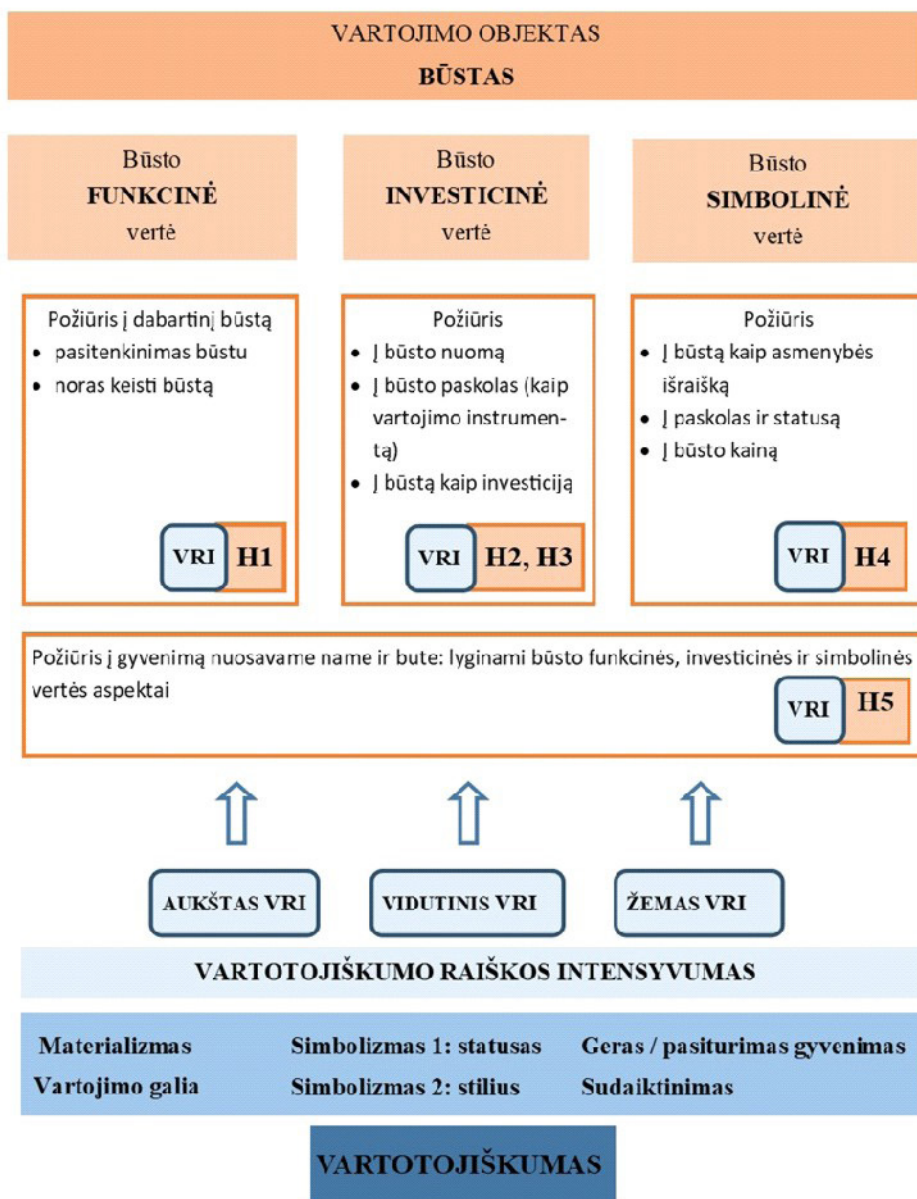 VARTOJIMO OBJEKTAS
BŪSTAS
Būsto
FUNKCINĖ
vertė
Būsto
INVESTICINĖ
vertė
Būsto
SIMBOLINĖ
vertė
Požiūris į dabartinį būstą
• pasitenkinimas būstu
• noras keisti būstą
VRI H1
Požiūris
• Į būsto nuomą
• Į būsto paskolas (kaip
vartojimo instrumen-
tą)
• Į būstą kaip investiciją
VRI H2, H3
Požiūris
• Į būstą kaip asmenybės
išraišką
• Į paskolas ir statusą
• Į būsto kainą
VRI H4
Požiūris į gyvenimą nuosavame name ir bute: lyginami būsto funkcinės, investicinės ir simbolinės
vertės aspektai
VRI H5
AUKŠTAS VRI
VIDUTINIS VRI
ŽEMAS VRI
VARTOTOJIŠKUMO RAIŠKOS INTENSYVUMAS
Materializmas Simbolizmas 1: statusas Geras / pasiturimas gyvenimas
Vartojimo galia Simbolizmas 2: stilius Sudaiktinimas
VARTOTOJIŠKUMAS